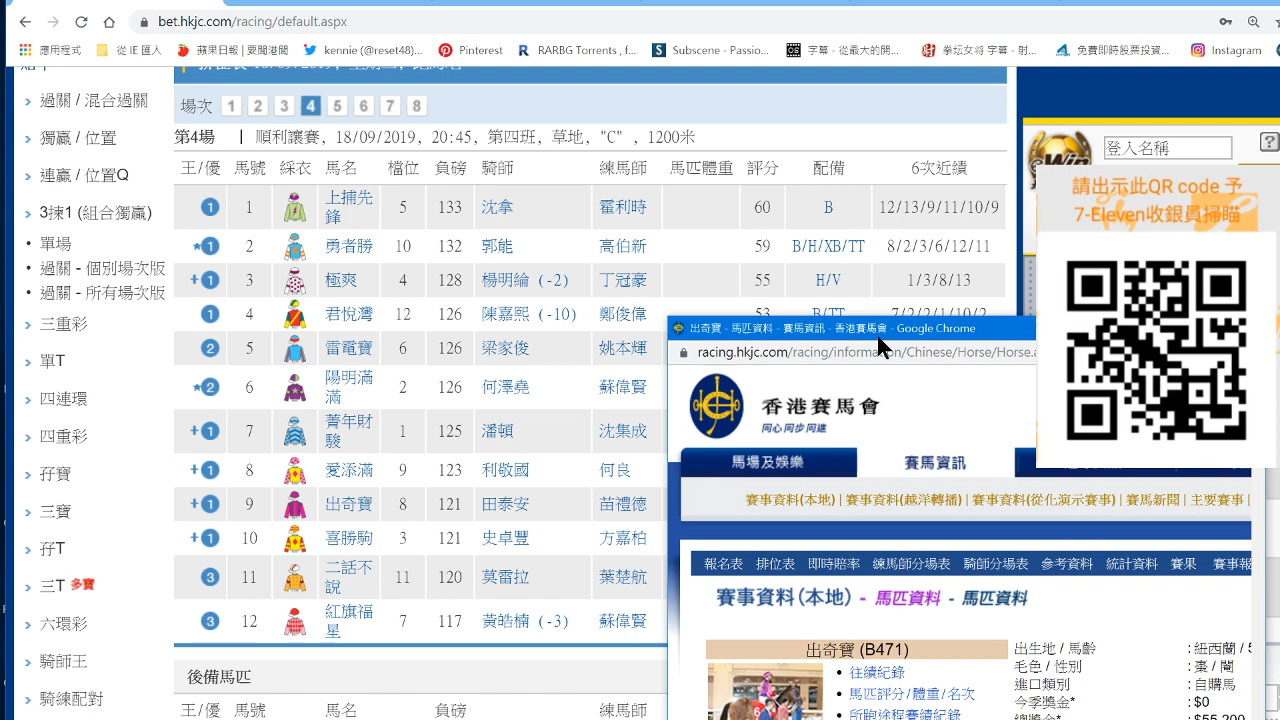 bet.hkjc.com/racing/default.aspx
應用程式 從 IE 匯入 蘋果日報 | 要聞港聞 kennie (@reset48)... Pinterest RARBG Torrents , f... Subscene - Passio... 字幕 - 從最大的開... 拳坛女将 字幕 - 射... 免費即時股票投資... Instagram
過關 / 混合過關
獨贏 / 位置
連贏 / 位置Q
3揀1 (組合獨贏)
• 單場
• 過關 - 個別場次版
• 過關 - 所有場次版
三重彩
單T
四連環
四重彩
孖寶
三寶
孖T
三T 多寶
六環彩
騎師王
騎練配對
場次 1 2 3 4 5 6 7 8
第4場 | 順利讓賽, 18/09/2019, 20:45, 第四班, 草地, "C" , 1200米
王/優 馬號 綵衣 馬名 檔位 負磅 騎師 練馬師 馬匹體重 評分 配備 6次近績
1 1 上捕先鋒 5 133 沈拿 霍利時 60 B 12/13/9/11/10/9
★1 2 勇者勝 10 132 郭能 高伯新 59 B/H/XB/TT 8/2/3/6/12/11
+1 3 極爽 4 128 楊明綸 (-2) 丁冠豪 55 H/V 1/3/8/13
1 4 君悅灣 12 126 陳嘉熙 (-10) 鄭俊偉 53 B/TT 7/2/2/1/10/2
2 5 雷電寶 6 126 梁家俊 姚本輝
★2 6 陽明滿滿 2 126 何澤堯 蘇偉賢
+1 7 菁年財駿 1 125 潘頓 沈集成
+1 8 愛添滿 9 123 利敬國 何良
+1 9 出奇寶 8 121 田泰安 苗禮德
+1 10 喜勝駒 3 121 史卓豐 方嘉柏
3 11 二話不說 11 120 莫雷拉 葉楚航
3 12 紅旗福星 7 117 黃皓楠 (-3) 蘇偉賢
後備馬匹
王/優 馬號 馬名 檔位 負磅 騎師 練馬師
eWin
登入名稱
?
請出示此QR code 予
7-Eleven收銀員掃瞄
出奇寶 - 馬匹資料 - 賽馬資訊 - 香港賽馬會 - Google Chrome
racing.hkjc.com/racing/information/Chinese/Horse/Horse.a
香港賽馬會
同心同步同進
馬場及娛樂 賽馬資訊
賽事資料(本地) | 賽事資料(越洋轉播) | 賽事資料(從化演示賽事) | 賽馬新聞 | 主要賽事 |
報名表 排位表 即時賠率 練馬師分場表 騎師分場表 參考資料 統計資料 賽果 賽事報
賽事資料(本地) - 馬匹資料 - 馬匹資料
出奇寶 (B471)
• 往績紀錄
• 馬匹評分/體重/名次
• 所跑途程賽績紀錄
出生地 / 馬齡 : 紐西蘭 / 5
毛色 / 性別 : 棗 / 閹
進口類別 : 自購馬
今季獎金* : $0
總獎金* : $55,200